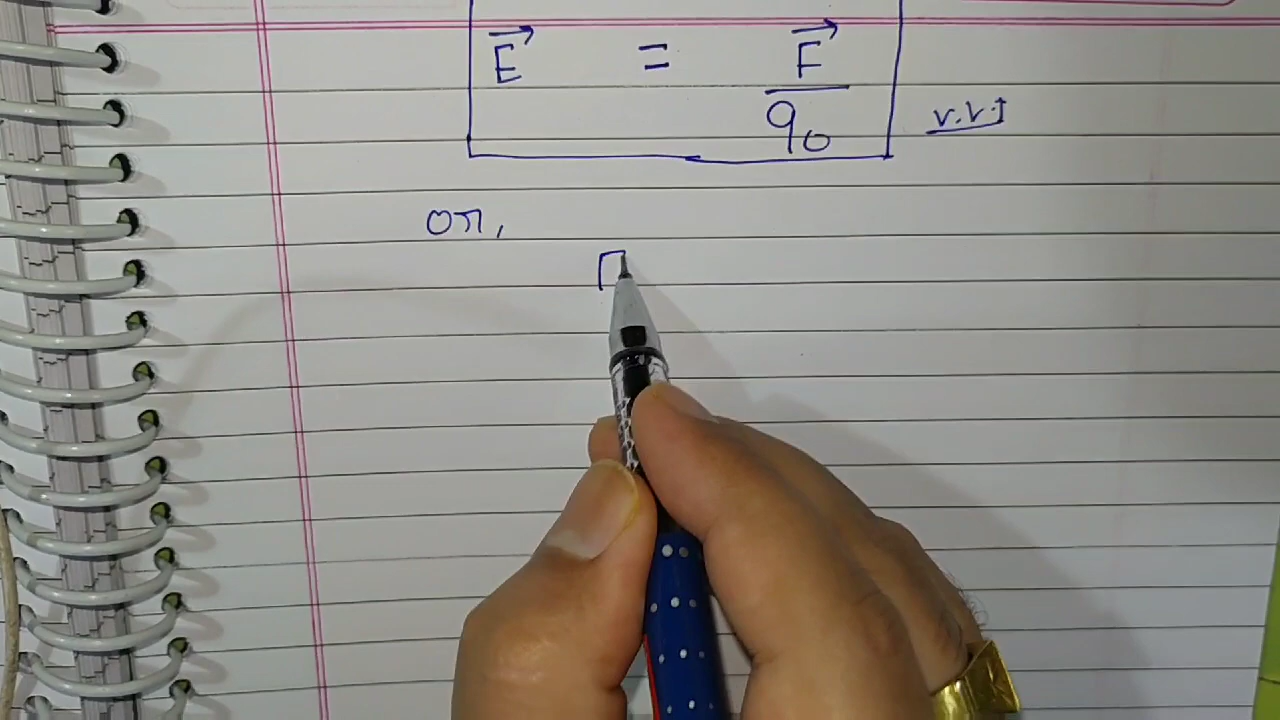 E⃗ = F⃗ / q₀
v.v.I
or,